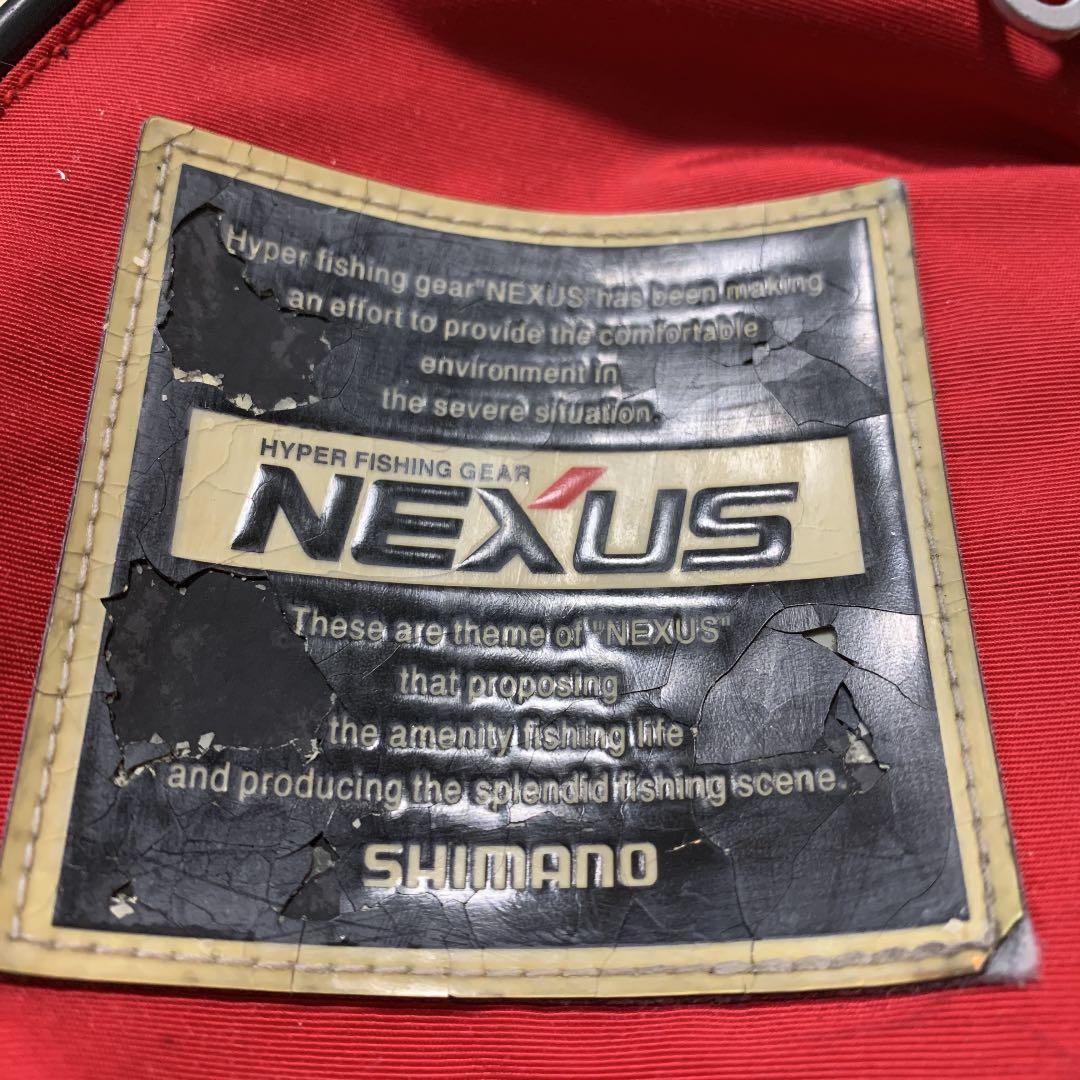 Hyper fishing gear"NEXUS"has been making
an effort to provide the comfortable
environment in
the severe situation.
HYPER FISHING GEAR
NEXUS
These are theme of "NEXUS"
that proposing
the amenity fishing life
and producing the splendid fishing scene.
SHIMANO